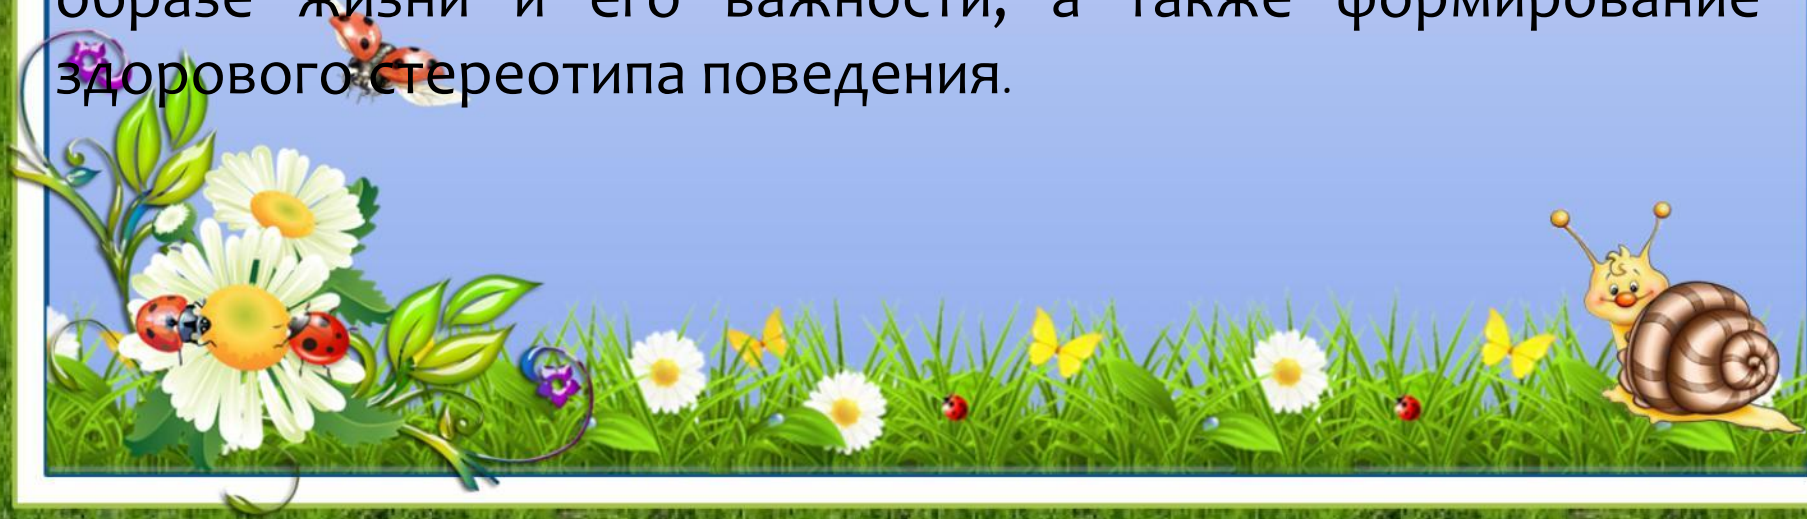 образе жизни и его важности, а также формирование
здорового стереотипа поведения.